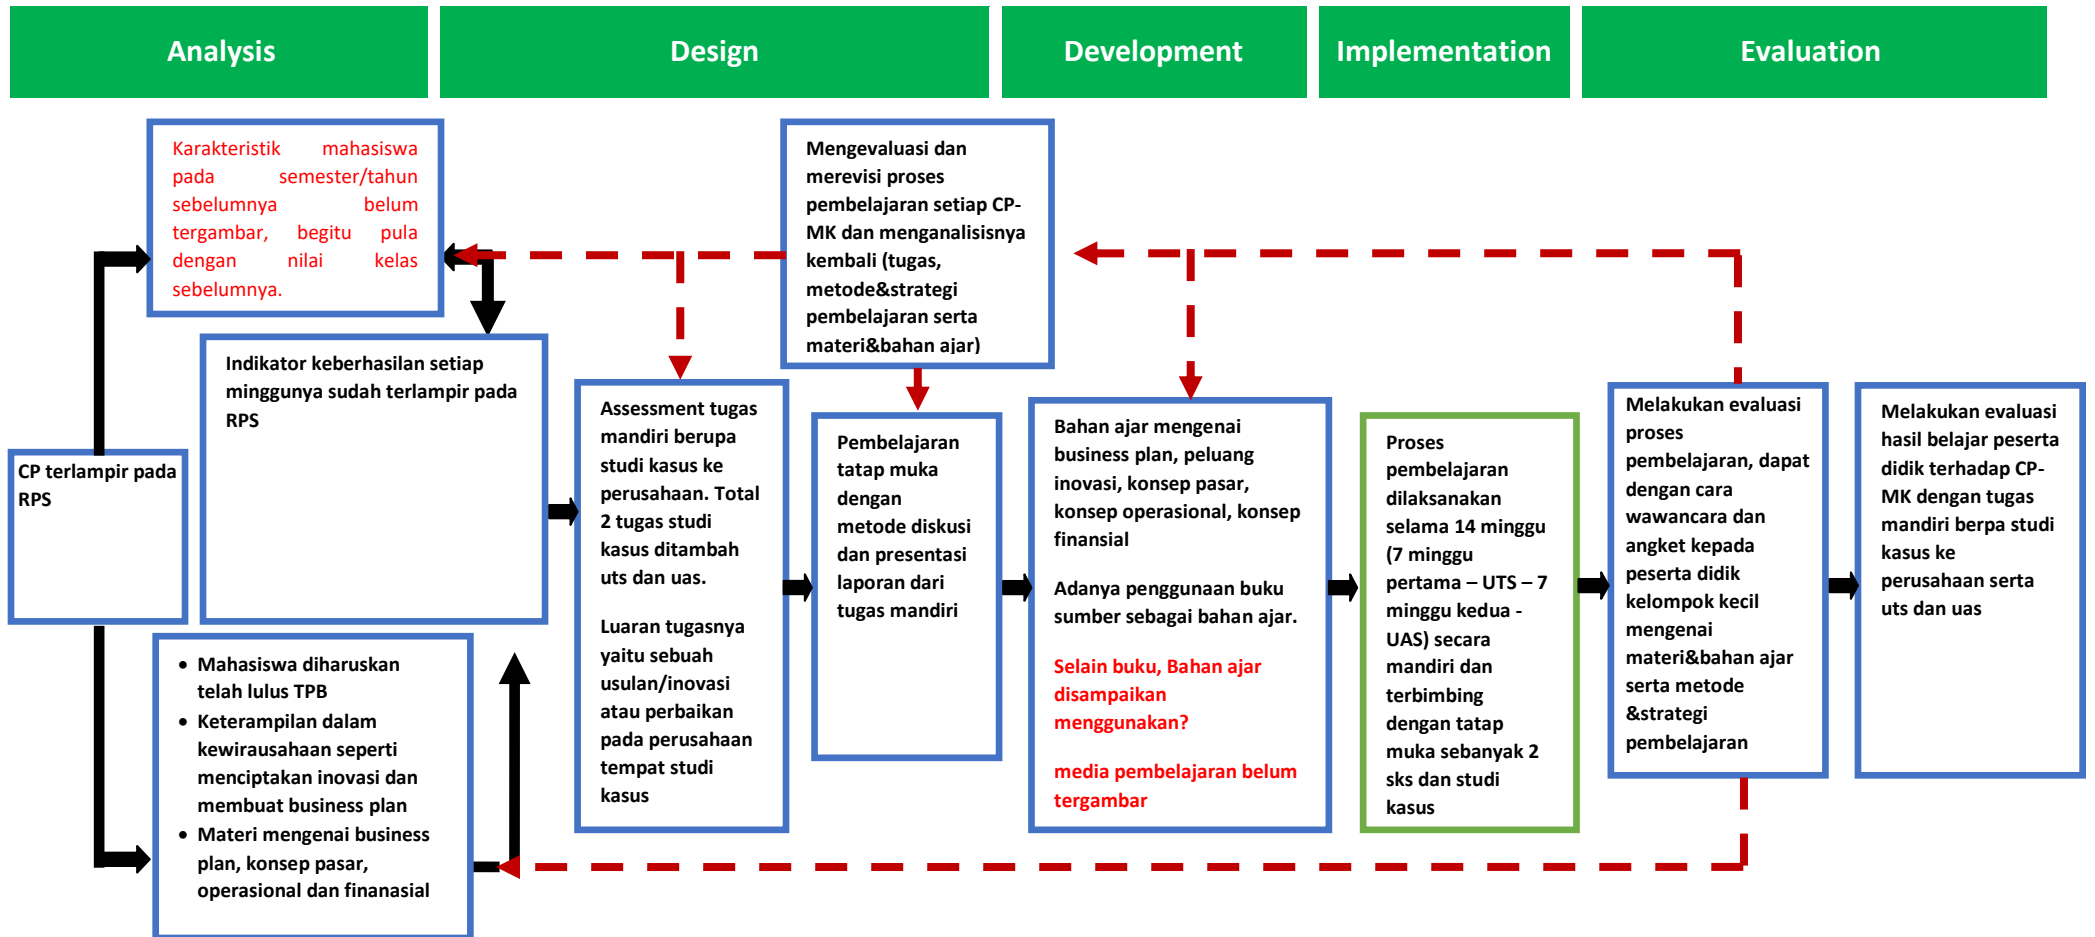 Analysis
Design
Development
Implementation
Evaluation
Karakteristik mahasiswa
pada semester/tahun
sebelumnya belum
tergambar, begitu pula
dengan nilai kelas
sebelumnya.
Indikator keberhasilan setiap
minggunya sudah terlampir pada
RPS
CP terlampir pada
RPS
• Mahasiswa diharuskan
telah lulus TPB
• Keterampilan dalam
kewirausahaan seperti
menciptakan inovasi dan
membuat business plan
• Materi mengenai business
plan, konsep pasar,
operasional dan finanasial
Mengevaluasi dan
merevisi proses
pembelajaran setiap CP-
MK dan menganalisisnya
kembali (tugas,
metode&strategi
pembelajaran serta
materi&bahan ajar)
Assessment tugas
mandiri berupa
studi kasus ke
perusahaan. Total
2 tugas studi
kasus ditambah
uts dan uas.
Luaran tugasnya
yaitu sebuah
usulan/inovasi
atau perbaikan
pada perusahaan
tempat studi
kasus
Pembelajaran
tatap muka
dengan
metode diskusi
dan presentasi
laporan dari
tugas mandiri
Bahan ajar mengenai
business plan, peluang
inovasi, konsep pasar,
konsep operasional, konsep
finansial
Adanya penggunaan buku
sumber sebagai bahan ajar.
Selain buku, Bahan ajar
disampaikan
menggunakan?
media pembelajaran belum
tergambar
Proses
pembelajaran
dilaksanakan
selama 14 minggu
(7 minggu
pertama – UTS – 7
minggu kedua -
UAS) secara
mandiri dan
terbimbing
dengan tatap
muka sebanyak 2
sks dan studi
kasus
Melakukan evaluasi
proses
pembelajaran, dapat
dengan cara
wawancara dan
angket kepada
peserta didik
kelompok kecil
mengenai
materi&bahan ajar
serta metode
&strategi
pembelajaran
Melakukan evaluasi
hasil belajar peserta
didik terhadap CP-
MK dengan tugas
mandiri berpa studi
kasus ke
perusahaan serta
uts dan uas